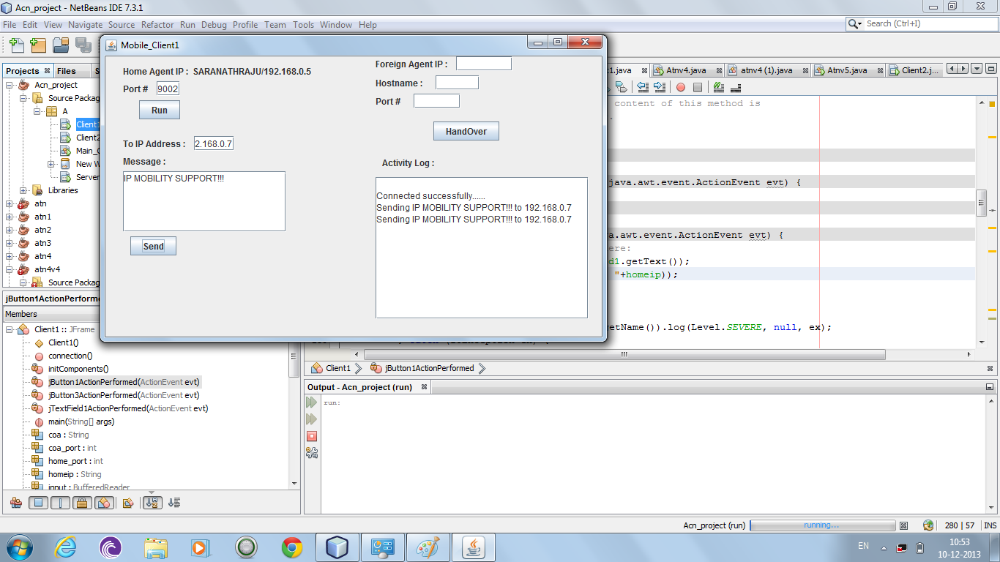 Acn_project - NetBeans IDE 7.3.1
File Edit View Navigate Source Refactor Run Debug Profile Team Tools Window Help
Search (Ctrl+I)
Projects
Files
Acn_project
Source Packag
A
Client
Client2
Main_
New W
Server
Libraries
atn
atn1
atn2
atn3
atn4
atn4v4
Source Packag
Mobile_Client1
Home Agent IP : SARANATHRAJU/192.168.0.5
Port # 9002
Run
To IP Address : 2.168.0.7
Message :
IP MOBILITY SUPPORT!!!
Send
Foreign Agent IP :
Hostname :
Port #
HandOver
Activity Log :
Connected successfully......
Sending IP MOBILITY SUPPORT!!! to 192.168.0.7
Sending IP MOBILITY SUPPORT!!! to 192.168.0.7
1.java Atnv4.java atnv4 (1).java Atnv5.java Client2.j...
content of this method is
java.awt.event.ActionEvent evt) {
a.awt.event.ActionEvent evt) {
ere:
d1.getText());
"+homeip));
getName()).log(Level.SEVERE, null, ex);
Client1 jButton1ActionPerformed
jButton1ActionPerform
Members
Client1 :: JFrame
Client1()
connection()
initComponents()
jButton1ActionPerformed(ActionEvent evt)
jButton3ActionPerformed(ActionEvent evt)
jTextField1ActionPerformed(ActionEvent evt)
main(String[] args)
coa : String
coa_port : int
home_port : int
homeip : String
input : BufferedReader
Output - Acn_project (run)
run:
Acn_project (run) running... 280 | 57 INS
EN
10:53
10-12-2013